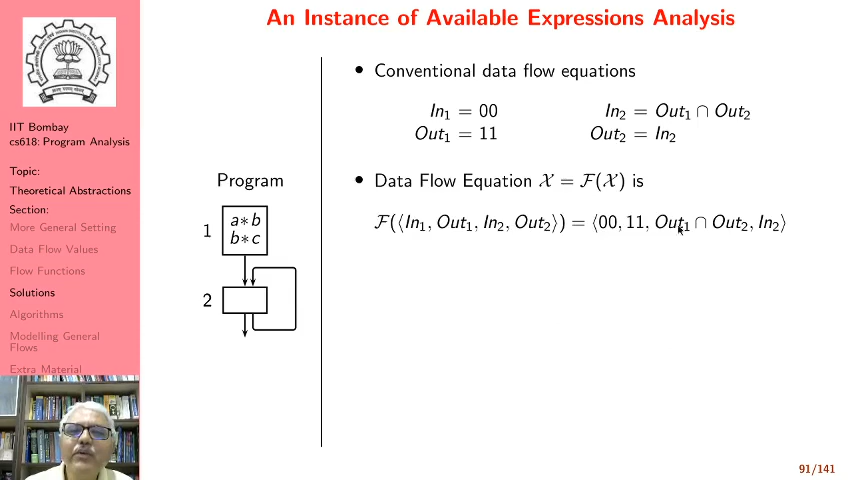 An Instance of Available Expressions Analysis
IIT Bombay
cs618: Program Analysis
Topic:
Theoretical Abstractions
Section:
More General Setting
Data Flow Values
Flow Functions
Solutions
Algorithms
Modelling General
Flows
Extra Material
Program
1
a∗b
b∗c
2
• Conventional data flow equations
In₁ = 00 In₂ = Out₁ ∩ Out₂
Out₁ = 11 Out₂ = In₂
• Data Flow Equation 𝒳 = ℱ(𝒳) is
ℱ(⟨In₁, Out₁, In₂, Out₂⟩) = ⟨00, 11, Out₁ ∩ Out₂, In₂⟩
91/141